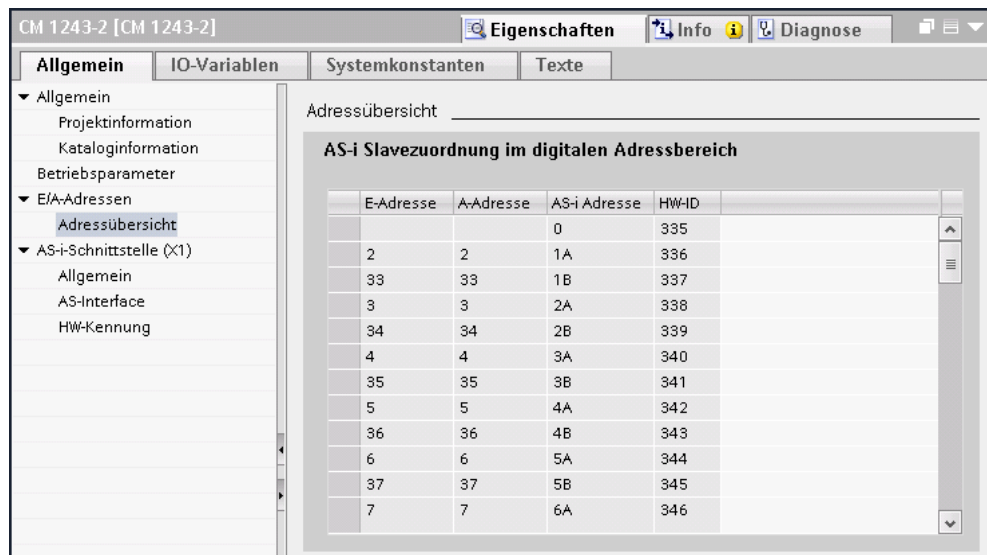 CM 1243-2 [CM 1243-2]
Eigenschaften
Info
Diagnose
Allgemein
IO-Variablen
Systemkonstanten
Texte
Allgemein
Projektinformation
Kataloginformation
Betriebsparameter
E/A-Adressen
Adressübersicht
AS-i-Schnittstelle (X1)
Allgemein
AS-Interface
HW-Kennung
Adressübersicht
AS-i Slavezuordnung im digitalen Adressbereich
E-Adresse A-Adresse AS-i Adresse HW-ID
0 335
2 2 1A 336
33 33 1B 337
3 3 2A 338
34 34 2B 339
4 4 3A 340
35 35 3B 341
5 5 4A 342
36 36 4B 343
6 6 5A 344
37 37 5B 345
7 7 6A 346